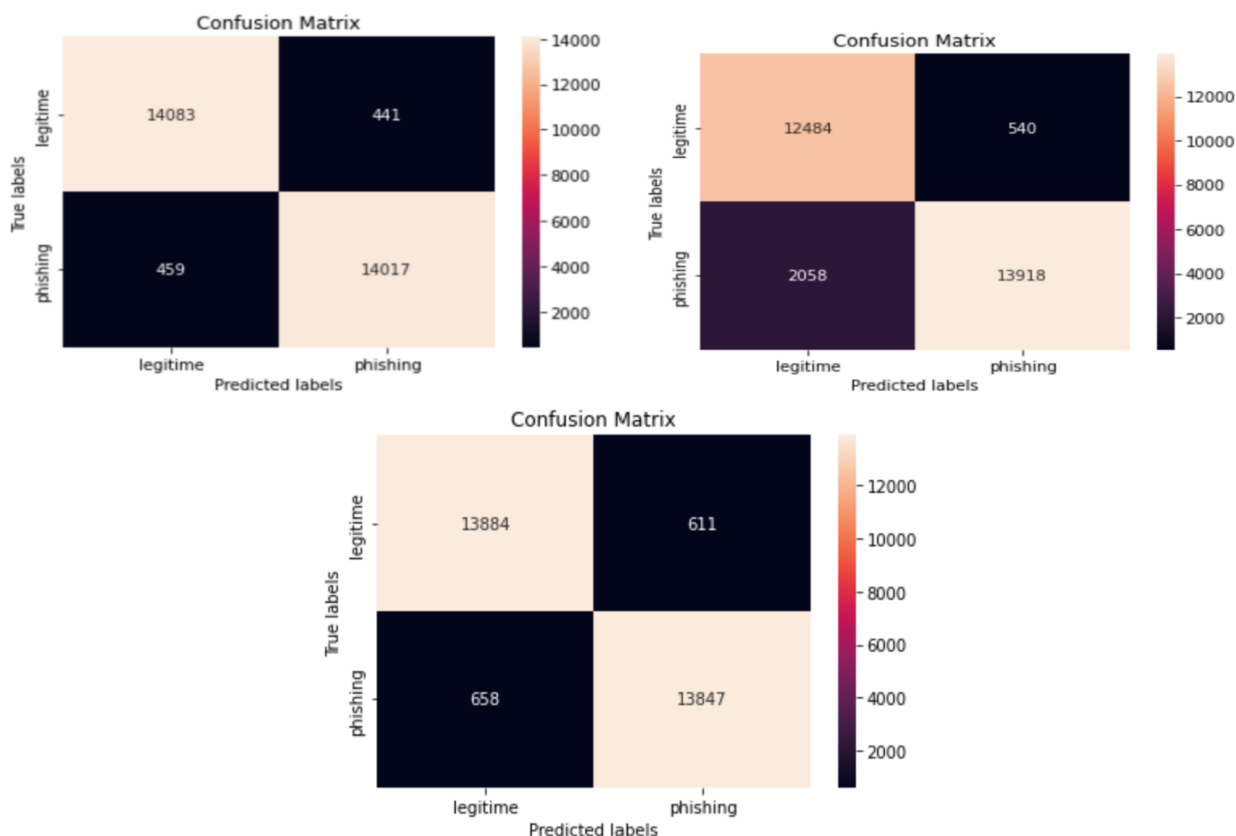 Confusion Matrix
14000
12000
10000
8000
6000
4000
2000
True labels
legitime
phishing
14083
441
459
14017
legitime
phishing
Predicted labels
Confusion Matrix
12000
10000
8000
6000
4000
2000
True labels
legitime
phishing
12484
540
2058
13918
legitime
phishing
Predicted labels
Confusion Matrix
12000
10000
8000
6000
4000
2000
True labels
legitime
phishing
13884
611
658
13847
legitime
phishing
Predicted labels